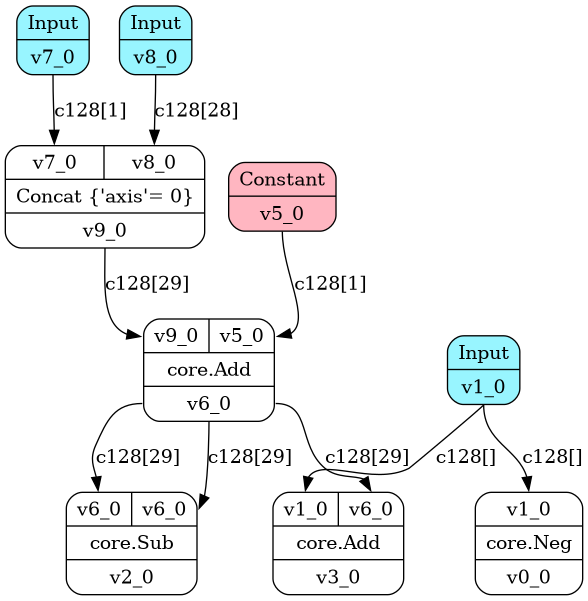 Input
v7_0
Input
v8_0
c128[1]
c128[28]
v7_0 v8_0
Concat {'axis'= 0}
v9_0
Constant
v5_0
c128[29]
c128[1]
v9_0 v5_0
core.Add
v6_0
Input
v1_0
c128[29]
c128[29]
c128[29]
c128[]
c128[]
v6_0 v6_0
core.Sub
v2_0
v1_0 v6_0
core.Add
v3_0
v1_0
core.Neg
v0_0